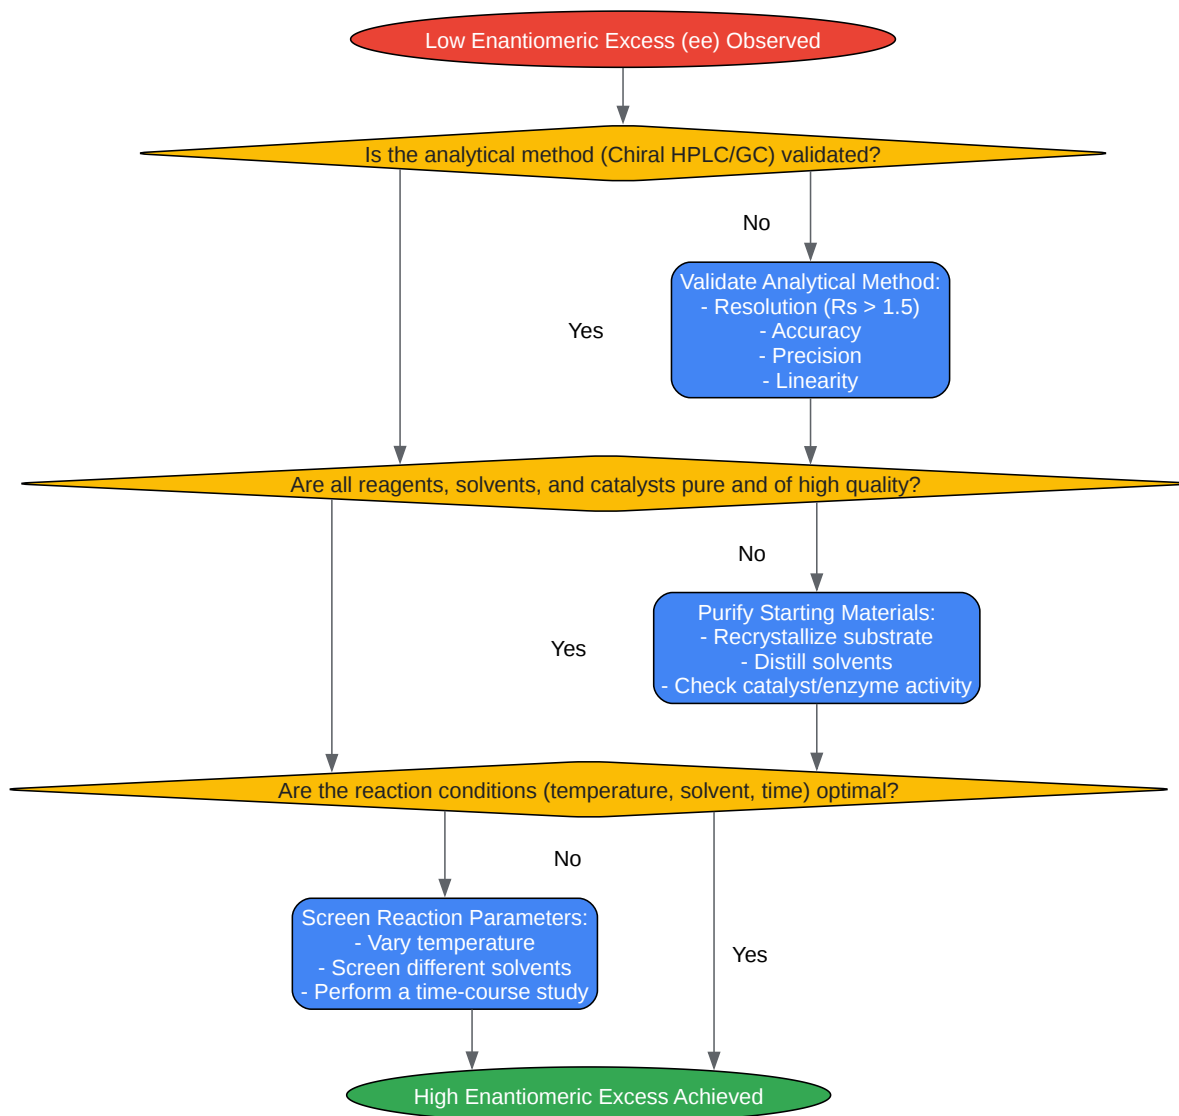 Low Enantiomeric Excess (ee) Observed
Is the analytical method (Chiral HPLC/GC) validated?
No
Validate Analytical Method:
- Resolution (Rs > 1.5)
- Accuracy
- Precision
- Linearity
Yes
Are all reagents, solvents, and catalysts pure and of high quality?
No
Purify Starting Materials:
- Recrystallize substrate
- Distill solvents
- Check catalyst/enzyme activity
Yes
Are the reaction conditions (temperature, solvent, time) optimal?
No
Screen Reaction Parameters:
- Vary temperature
- Screen different solvents
- Perform a time-course study
Yes
High Enantiomeric Excess Achieved